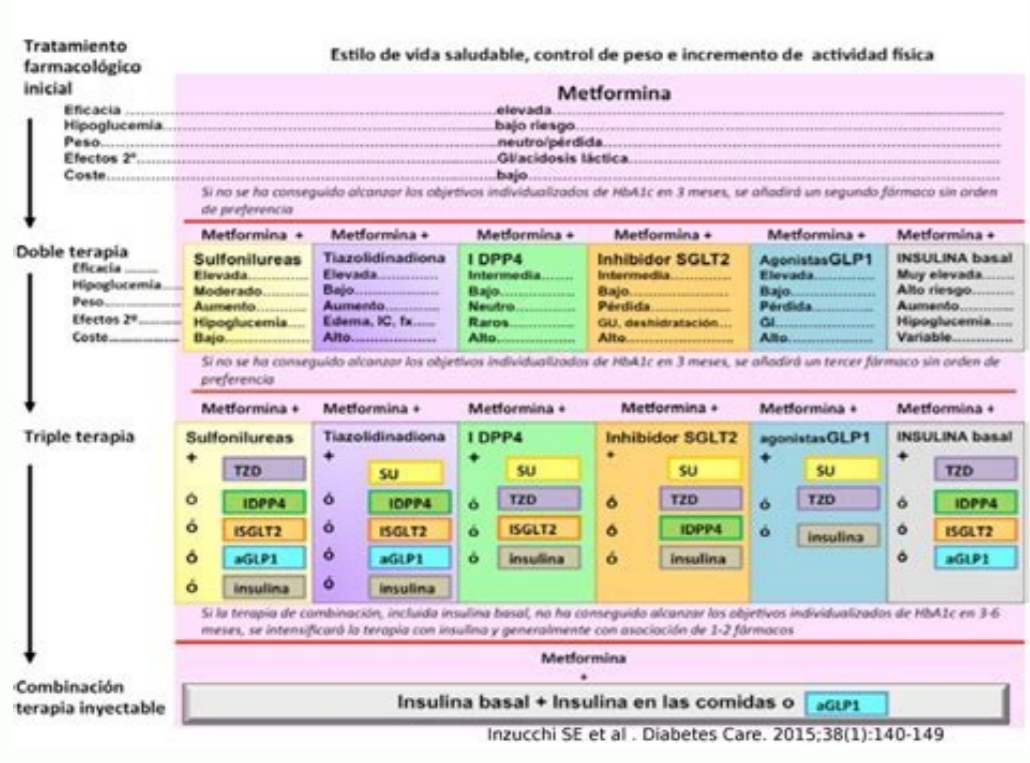 Tratamiento
farmacológico
inicial
Estilo de vida saludable, control de peso e incremento de actividad física
Metformina
Eficacia ........ elevada
Hipoglucemia........ bajo riesgo
Peso........ neutro/pérdida
Efectos 2º........ GI/acidosis láctica
Coste........ bajo
Si no se ha conseguido alcanzar los objetivos individualizados de HbA1c en 3 meses, se añadirá un segundo fármaco sin orden
de preferencia
Doble terapia
Eficacia ........
Hipoglucemia........
Peso........
Efectos 2º........
Coste........
Metformina +
Sulfonilureas
Elevada
Moderado
Aumento
Hipoglucemia
Bajo
Metformina +
Tiazolidinadiona
Elevada
Bajo
Aumento
Edema, IC, fx
Alto
Metformina +
I DPP4
Intermedia
Bajo
Neutro
Raros
Alto
Metformina +
Inhibidor SGLT2
Intermedia
Bajo
Pérdida
GU, deshidratación
Alto
Metformina +
AgonistasGLP1
Elevada
Bajo
Pérdida
GI
Alto
Metformina +
INSULINA basal
Muy elevada
Alto riesgo
Aumento
Hipoglucemia
Variable
Si no se ha conseguido alcanzar los objetivos individualizados de HbA1c en 3 meses, se añadirá un tercer fármaco sin orden de
preferencia
Triple terapia
Metformina +
Sulfonilureas
+
TZD
ó IDPP4
ó ISGLT2
ó aGLP1
ó insulina
Metformina +
Tiazolidinadiona
+
SU
ó IDPP4
ó ISGLT2
ó aGLP1
ó insulina
Metformina +
I DPP4
+
SU
ó TZD
ó ISGLT2
ó insulina
Metformina +
Inhibidor SGLT2
+
SU
ó TZD
ó IDPP4
ó insulina
Metformina +
agonistasGLP1
+
SU
ó TZD
ó insulina
Metformina +
INSULINA basal
+
TZD
ó IDPP4
ó ISGLT2
ó aGLP1
Si la terapia de combinación, incluida insulina basal, no ha conseguido alcanzar los objetivos individualizados de HbA1c en 3-6
meses, se intensificará la terapia con insulina y generalmente con asociación de 1-2 fármacos
Combinación
terapia inyectable
Metformina
+
Insulina basal + Insulina en las comidas o aGLP1
Inzucchi SE et al . Diabetes Care. 2015;38(1):140-149